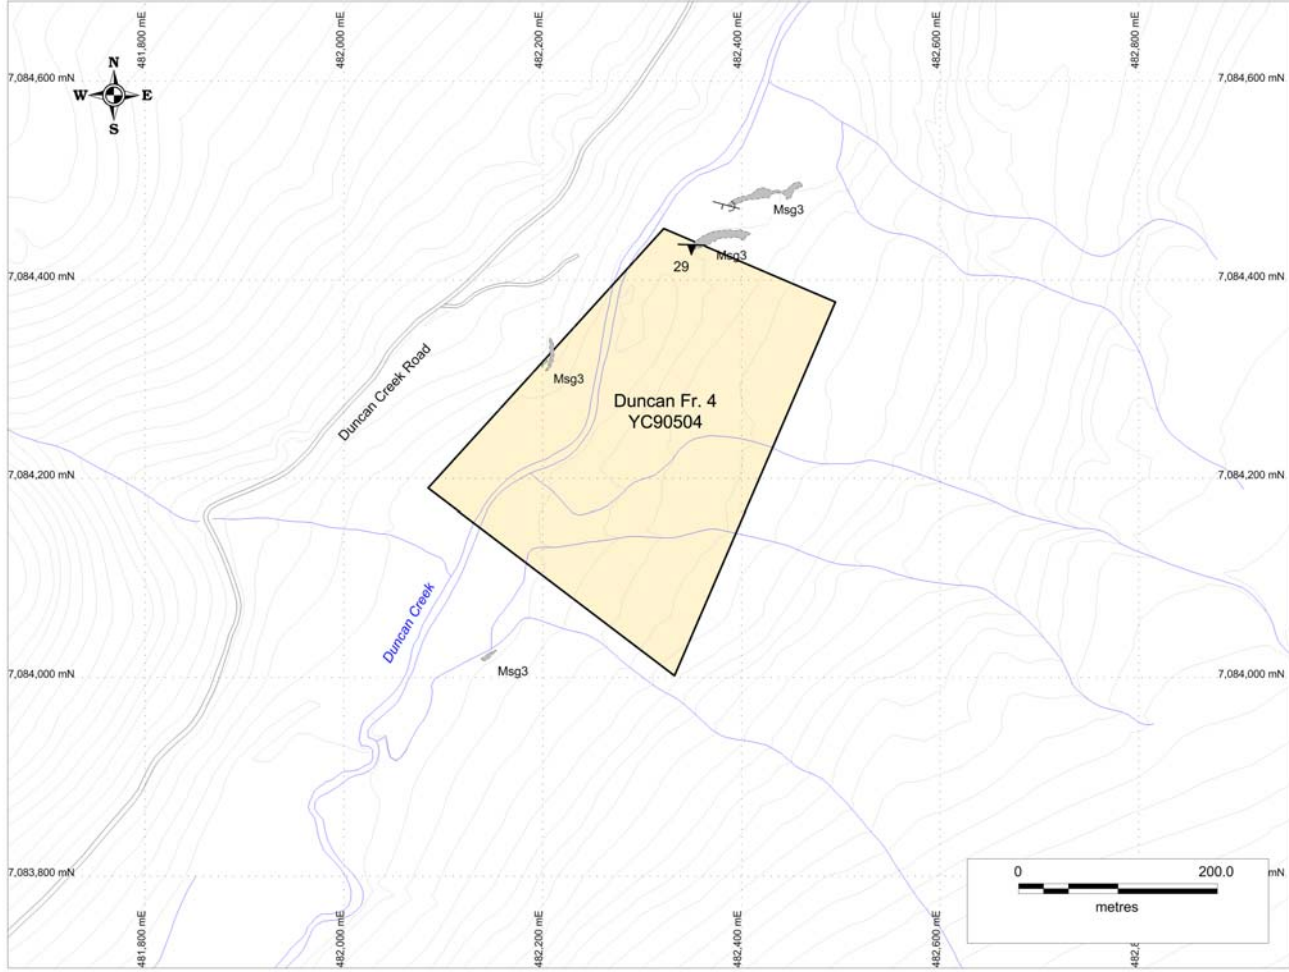 481,800 mE
482,000 mE
482,200 mE
482,400 mE
482,600 mE
482,800 mE
7,084,600 mN
7,084,600 mN
N
W
E
S
Msg3
Msg3
29
7,084,400 mN
7,084,400 mN
Msg3
Duncan Creek Road
Duncan Fr. 4
YC90504
7,084,200 mN
7,084,200 mN
Duncan Creek
Msg3
7,084,000 mN
7,084,000 mN
7,083,800 mN
mN
0
200.0
metres
481,800 mE
482,000 mE
482,200 mE
482,400 mE
482,600 mE
482,8